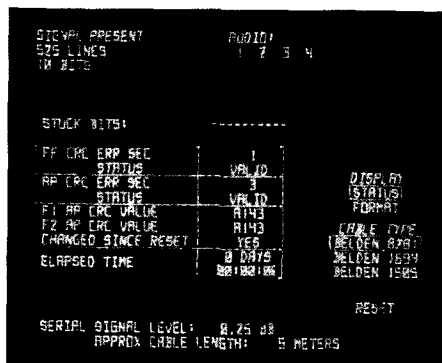 SIGNAL PRESENT
525 LINES
10 BITS
AUDIO:
1 2 3 4
STUCK BITS: ----------
FF CRC ERR SEC 1
STATUS VALID
AP CRC ERR SEC 3
STATUS VALID
F1 AP CRC VALUE A143
F2 AP CRC VALUE A143
CHANGED SINCE RESET YES
ELAPSED TIME 0 DAYS
00:00:06
DISPLAY
STATUS
FORMAT
CABLE TYPE
BELDEN 8281
BELDEN 1694
BELDEN 1505
RESET
SERIAL SIGNAL LEVEL: 0.25 dB
APPROX CABLE LENGTH: 5 METERS